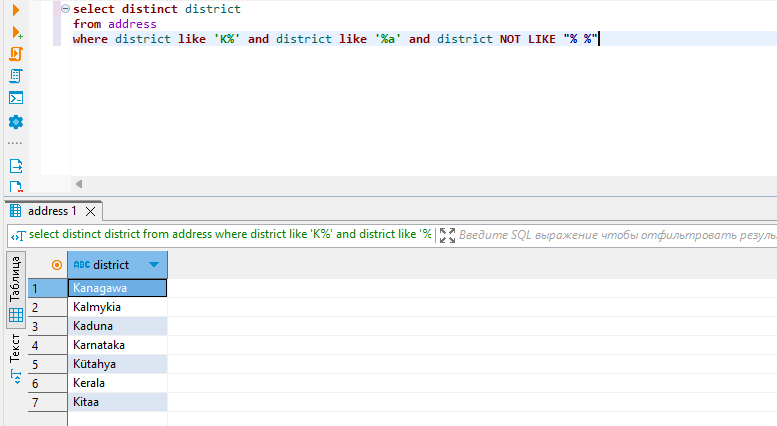 select distinct district
from address
where district like 'K%' and district like '%a' and district NOT LIKE "% %"
address 1
select distinct district from address where district like 'K%' and district like '%
Введите SQL выражение чтобы отфильтровать резуль
Таблица
Текст
ABC district
1 Kanagawa
2 Kalmykia
3 Kaduna
4 Karnataka
5 Kütahya
6 Kerala
7 Kitaa